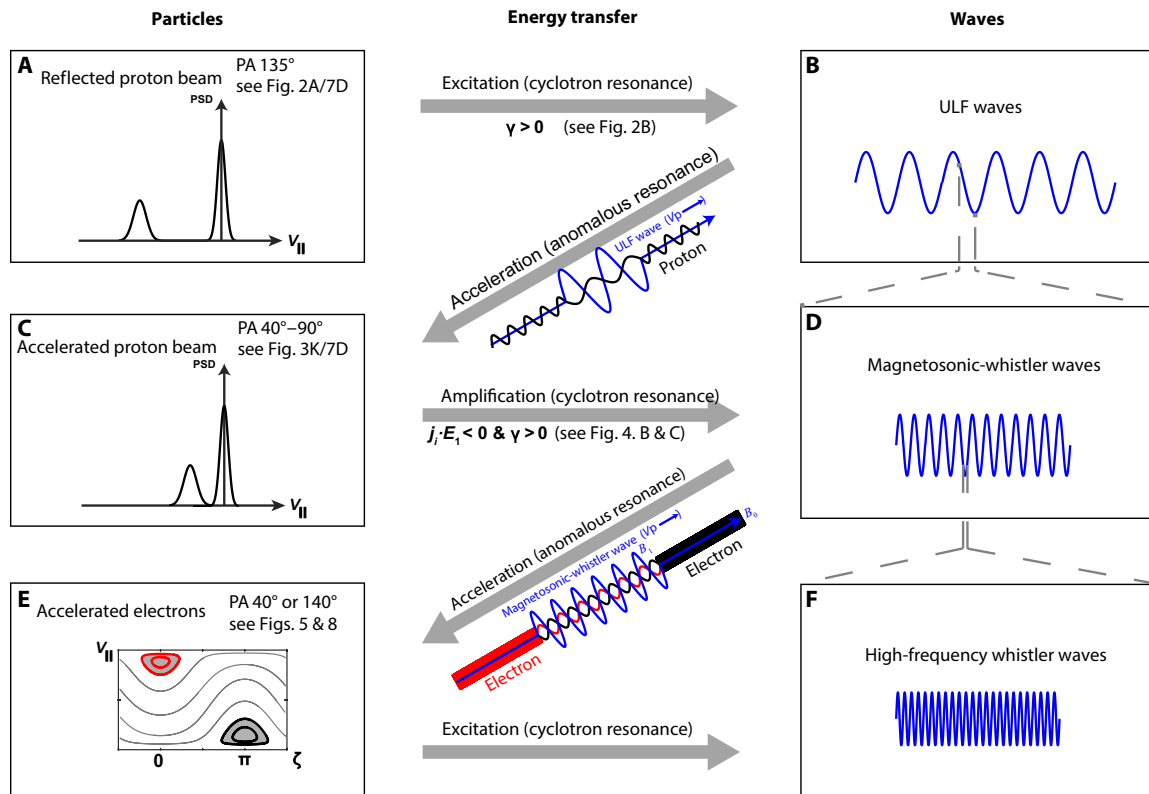 Particles
Energy transfer
Waves
A
PA 135°
Reflected proton beam
see Fig. 2A/7D
PSD
V||
Excitation (cyclotron resonance)
γ > 0 (see Fig. 2B)
B
ULF waves
Acceleration (anomalous resonance)
ULF wave (Vp →)
Proton
C
PA 40°–90°
Accelerated proton beam
see Fig. 3K/7D
PSD
V||
Amplification (cyclotron resonance)
j_i·E_1 < 0 & γ > 0 (see Fig. 4. B & C)
D
Magnetosonic-whistler waves
Acceleration (anomalous resonance)
Magnetosonic-whistler wave (Vp →)
B_1
B_0
Electron
Electron
E
Accelerated electrons
PA 40° or 140°
see Figs. 5 & 8
V||
0 π ζ
Excitation (cyclotron resonance)
F
High-frequency whistler waves